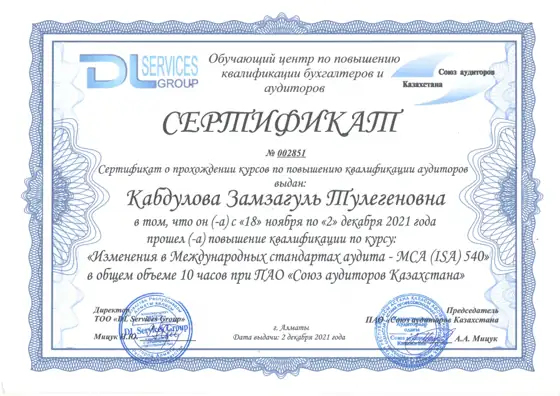 DL SERVICES GROUP
Обучающий центр по повышению
квалификации бухгалтеров и
аудиторов
Союз аудиторов
Казахстана
СЕРТИФИКАТ
№ 002851
Сертификат о прохождении курсов по повышению квалификации аудиторов
выдан:
Кабдулова Замзагуль Тулегеновна
в том, что он (-а) с «18» ноября по «2» декабря 2021 года
прошел (-а) повышение квалификации по курсу:
«Изменения в Международных стандартах аудита - МСА (ISA) 540»
в общем объеме 10 часов при ПАО «Союз аудиторов Казахстана»
Директор
ТОО «DL Services Group»
Мицук И.Ю.
DL Services Group
г. Алматы
Дата выдачи: 2 декабря 2021 года
Председатель
ПАО «Союз аудиторов Казахстана
А.А. Мицук